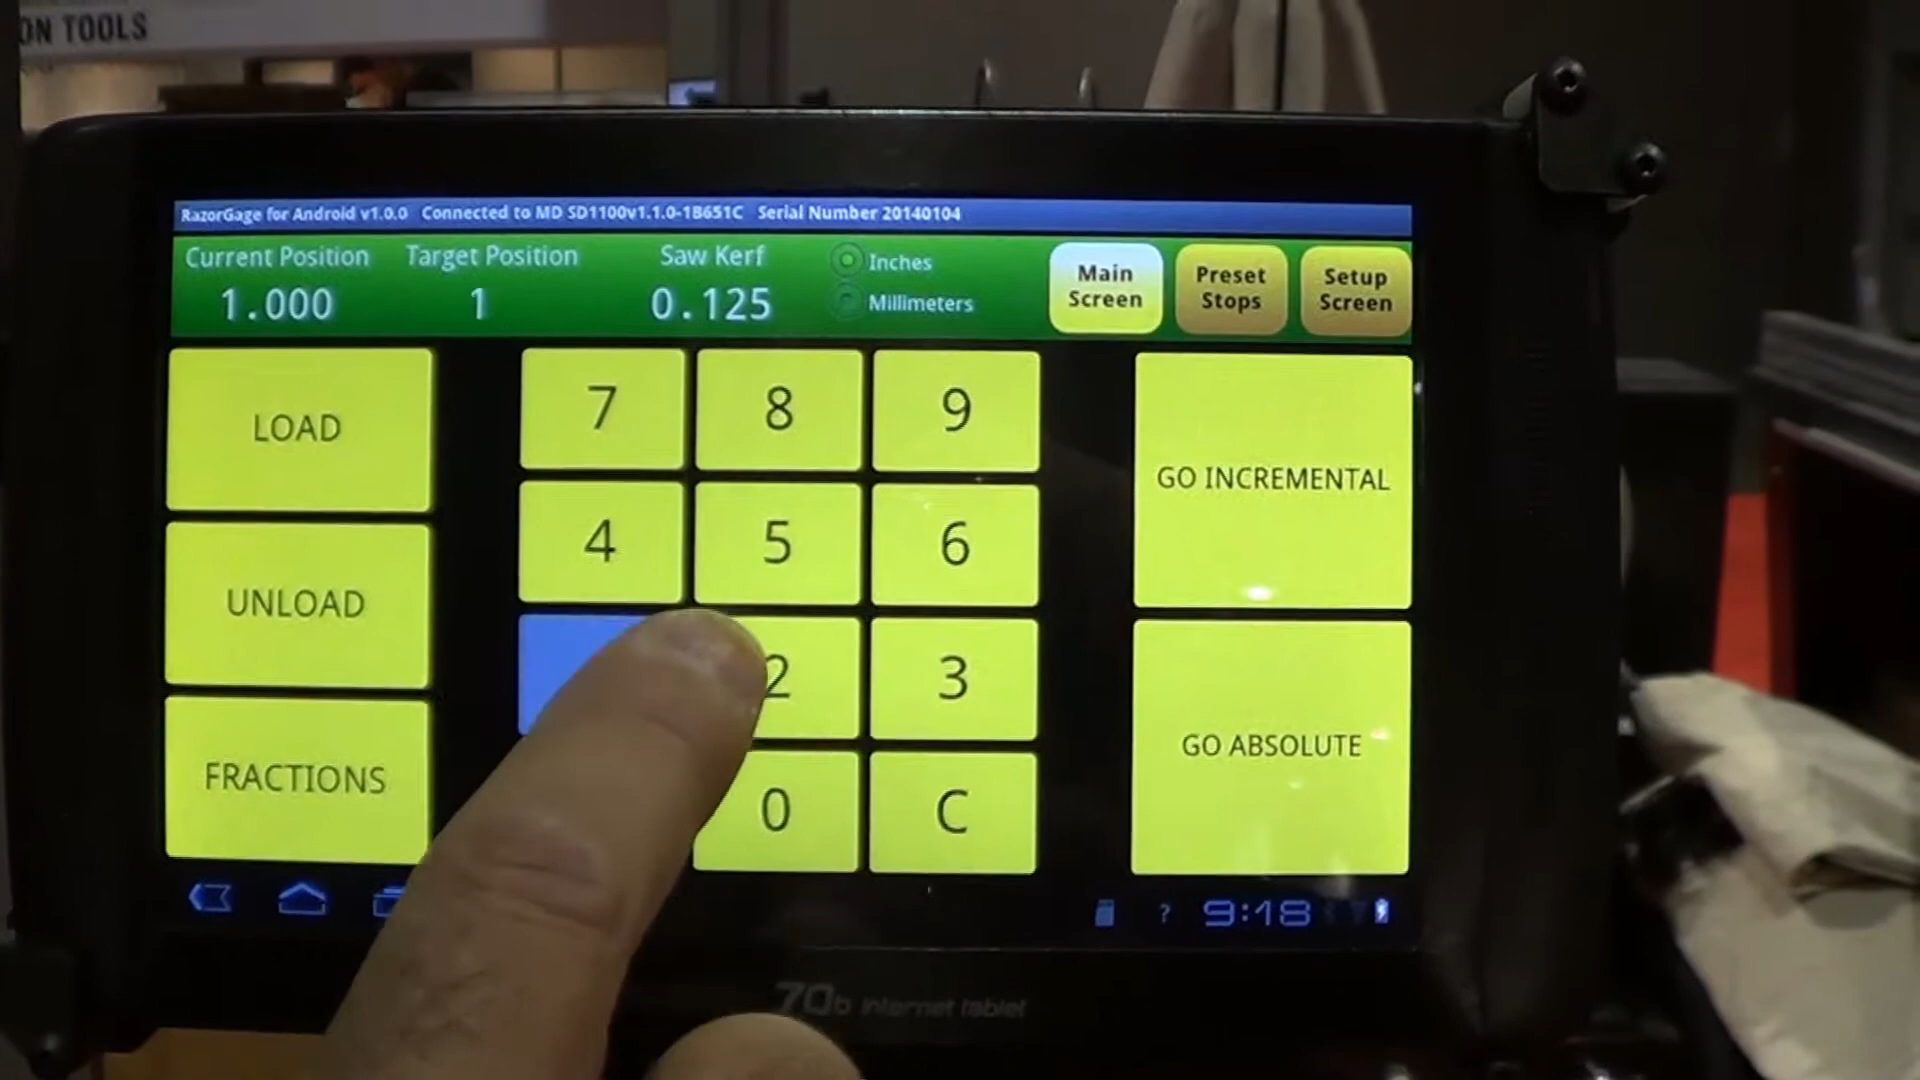 ON TOOLS
RazorGage for Android v1.0.0 Connected to MD SD1100v1.1.0-1B651C Serial Number 20140104
Current Position Target Position Saw Kerf Inches
1.000 1 0.125 Millimeters
Main Screen
Preset Stops
Setup Screen
LOAD
UNLOAD
FRACTIONS
7 8 9
4 5 6
2 3
0 C
GO INCREMENTAL
GO ABSOLUTE
? 9:18
70b internet tablet